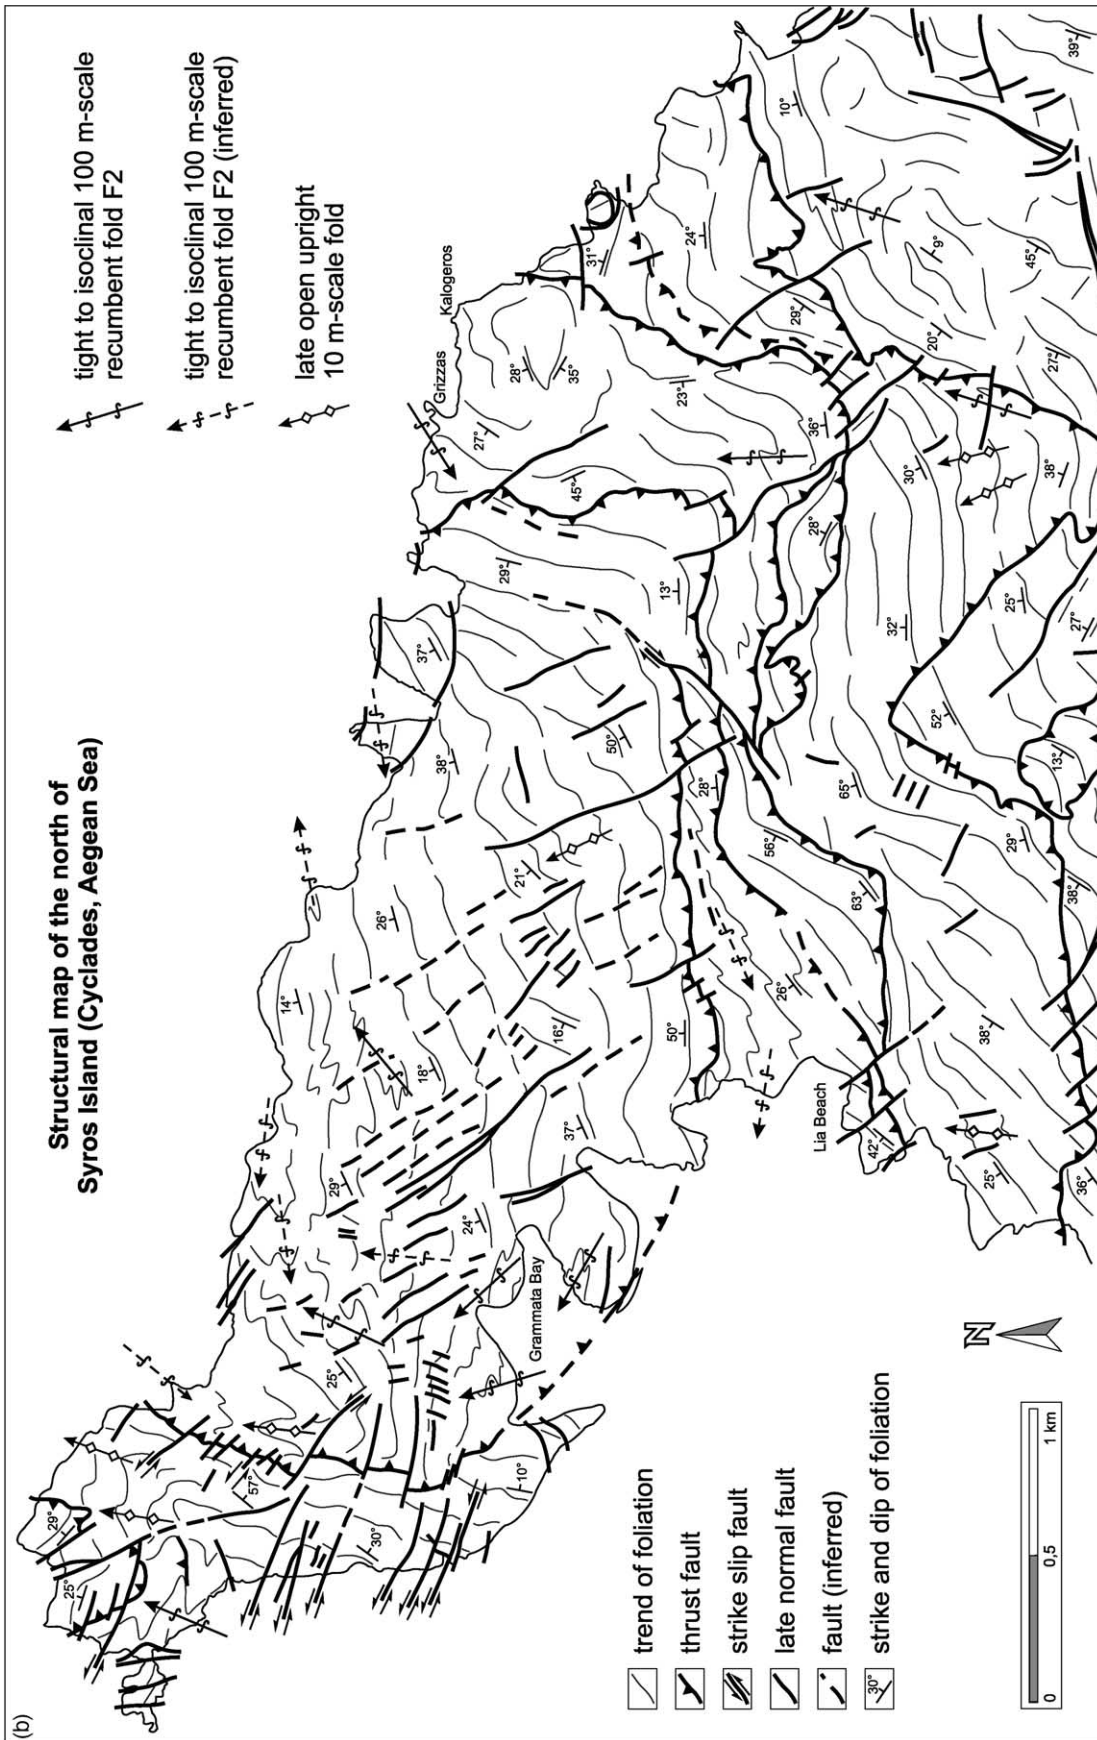 (b)
Structural map of the north of
Syros Island (Cyclades, Aegean Sea)
tight to isoclinal 100 m-scale
recumbent fold F2
tight to isoclinal 100 m-scale
recumbent fold F2 (inferred)
late open upright
10 m-scale fold
trend of foliation
thrust fault
strike slip fault
late normal fault
fault (inferred)
30°
strike and dip of foliation
0
0,5
1 km
N
Grammata Bay
Lia Beach
Grizzas
Kalogeros
29°
25°
57°
30°
10°
25°
29°
24°
37°
14°
18°
16°
50°
26°
21°
26°
38°
37°
50°
28°
56°
63°
65°
42°
25°
36°
38°
29°
38°
13°
52°
32°
25°
27°
38°
30°
28°
36°
13°
29°
45°
27°
28°
35°
23°
31°
24°
29°
20°
27°
9°
45°
10°
39°